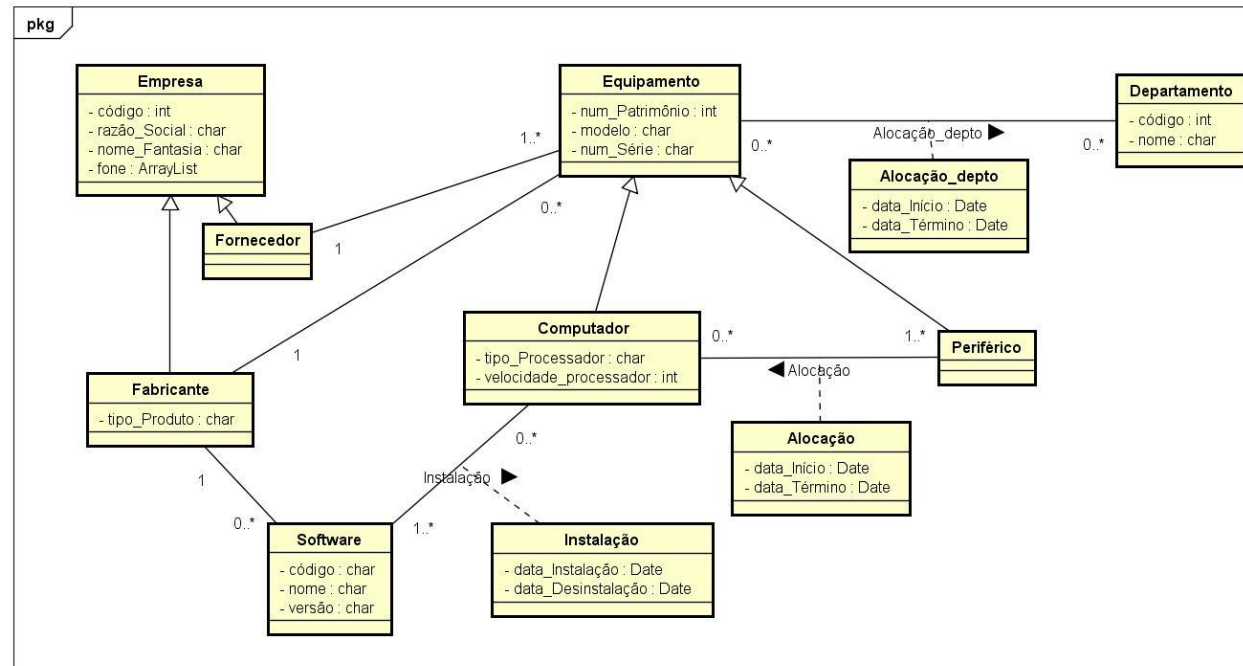 pkg
Empresa
- código : int
- razão_Social : char
- nome_Fantasia : char
- fone : ArrayList
Equipamento
- num_Patrimônio : int
- modelo : char
- num_Série : char
Departamento
- código : int
- nome : char
1..*
0..*
Alocação_depto
0..*
Alocação_depto
- data_Início : Date
- data_Término : Date
0..*
Fornecedor
1
Computador
- tipo_Processador : char
- velocidade_processador : int
0..*
1..*
Periférico
1
Alocação
Fabricante
- tipo_Produto : char
Alocação
- data_Início : Date
- data_Término : Date
0..*
1
Instalação
0..*
1..*
Software
- código : char
- nome : char
- versão : char
Instalação
- data_Instalação : Date
- data_Desinstalação : Date